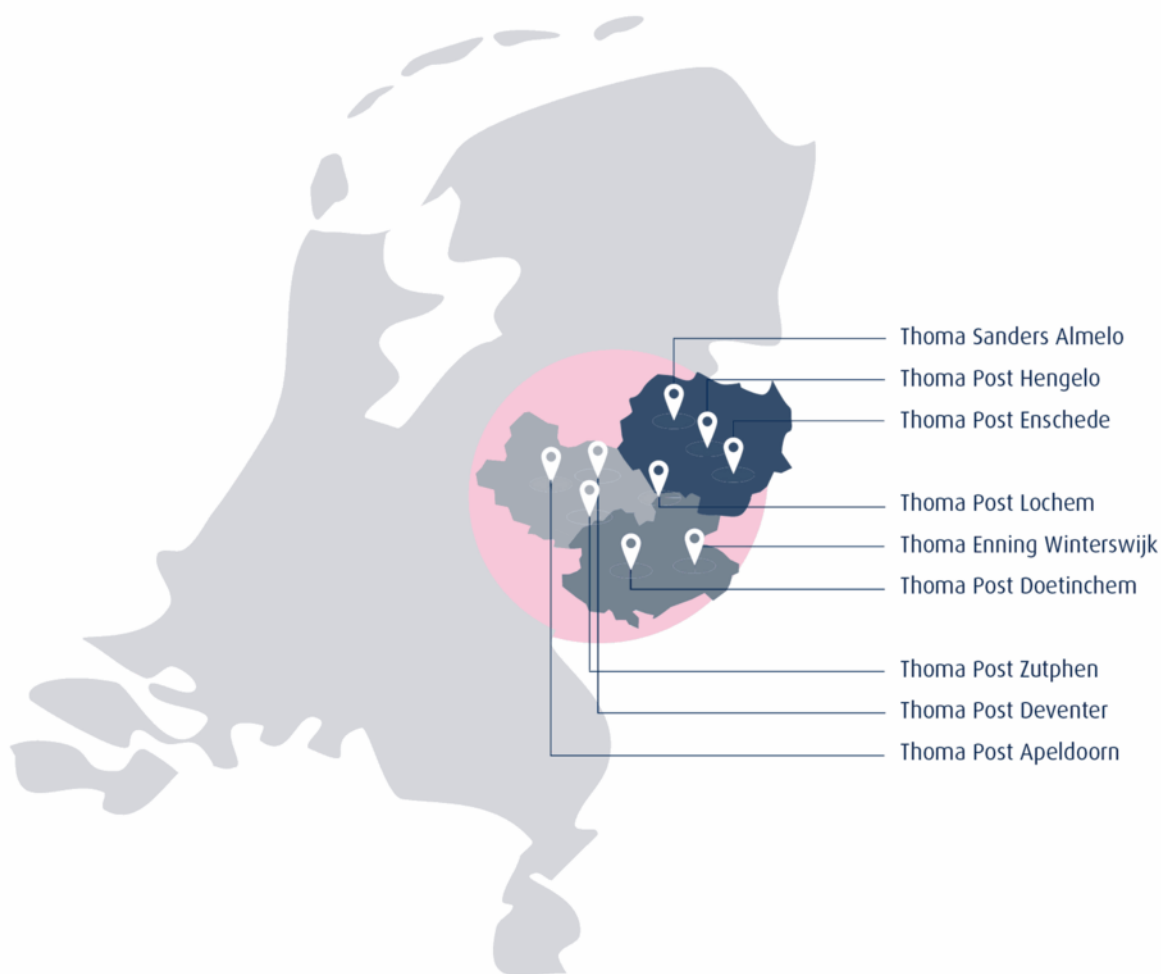 Thoma Sanders Almelo
Thoma Post Hengelo
Thoma Post Enschede
Thoma Post Lochem
Thoma Enning Winterswijk
Thoma Post Doetinchem
Thoma Post Zutphen
Thoma Post Deventer
Thoma Post Apeldoorn